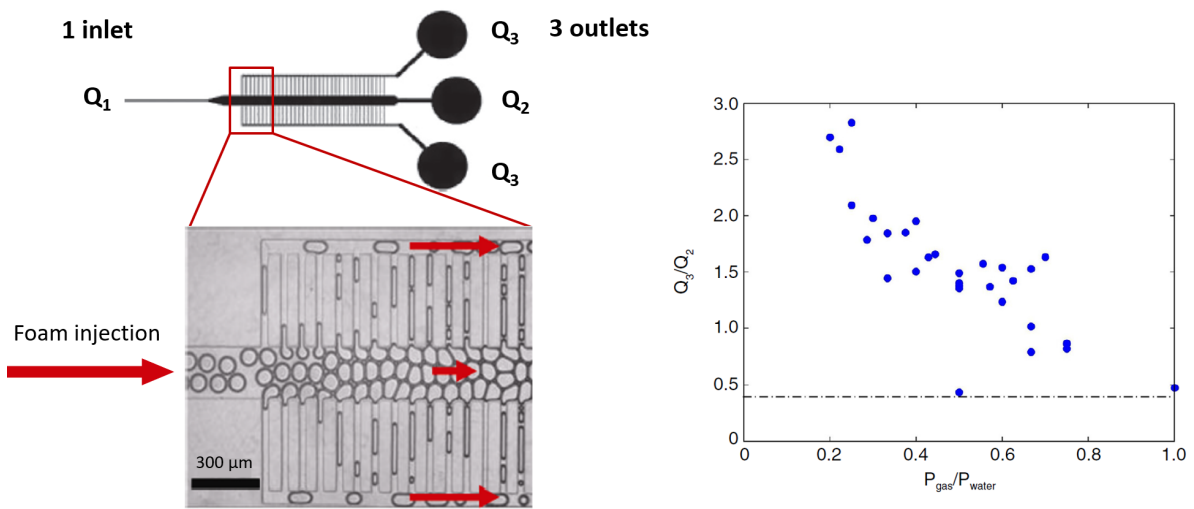 1 inlet
Q3 3 outlets
Q1
Q2
Q3
Foam injection
300 μm
3.0
2.5
2.0
1.5
1.0
0.5
0
Q3/Q2
0 0.2 0.4 0.6 0.8 1.0
Pgas/Pwater